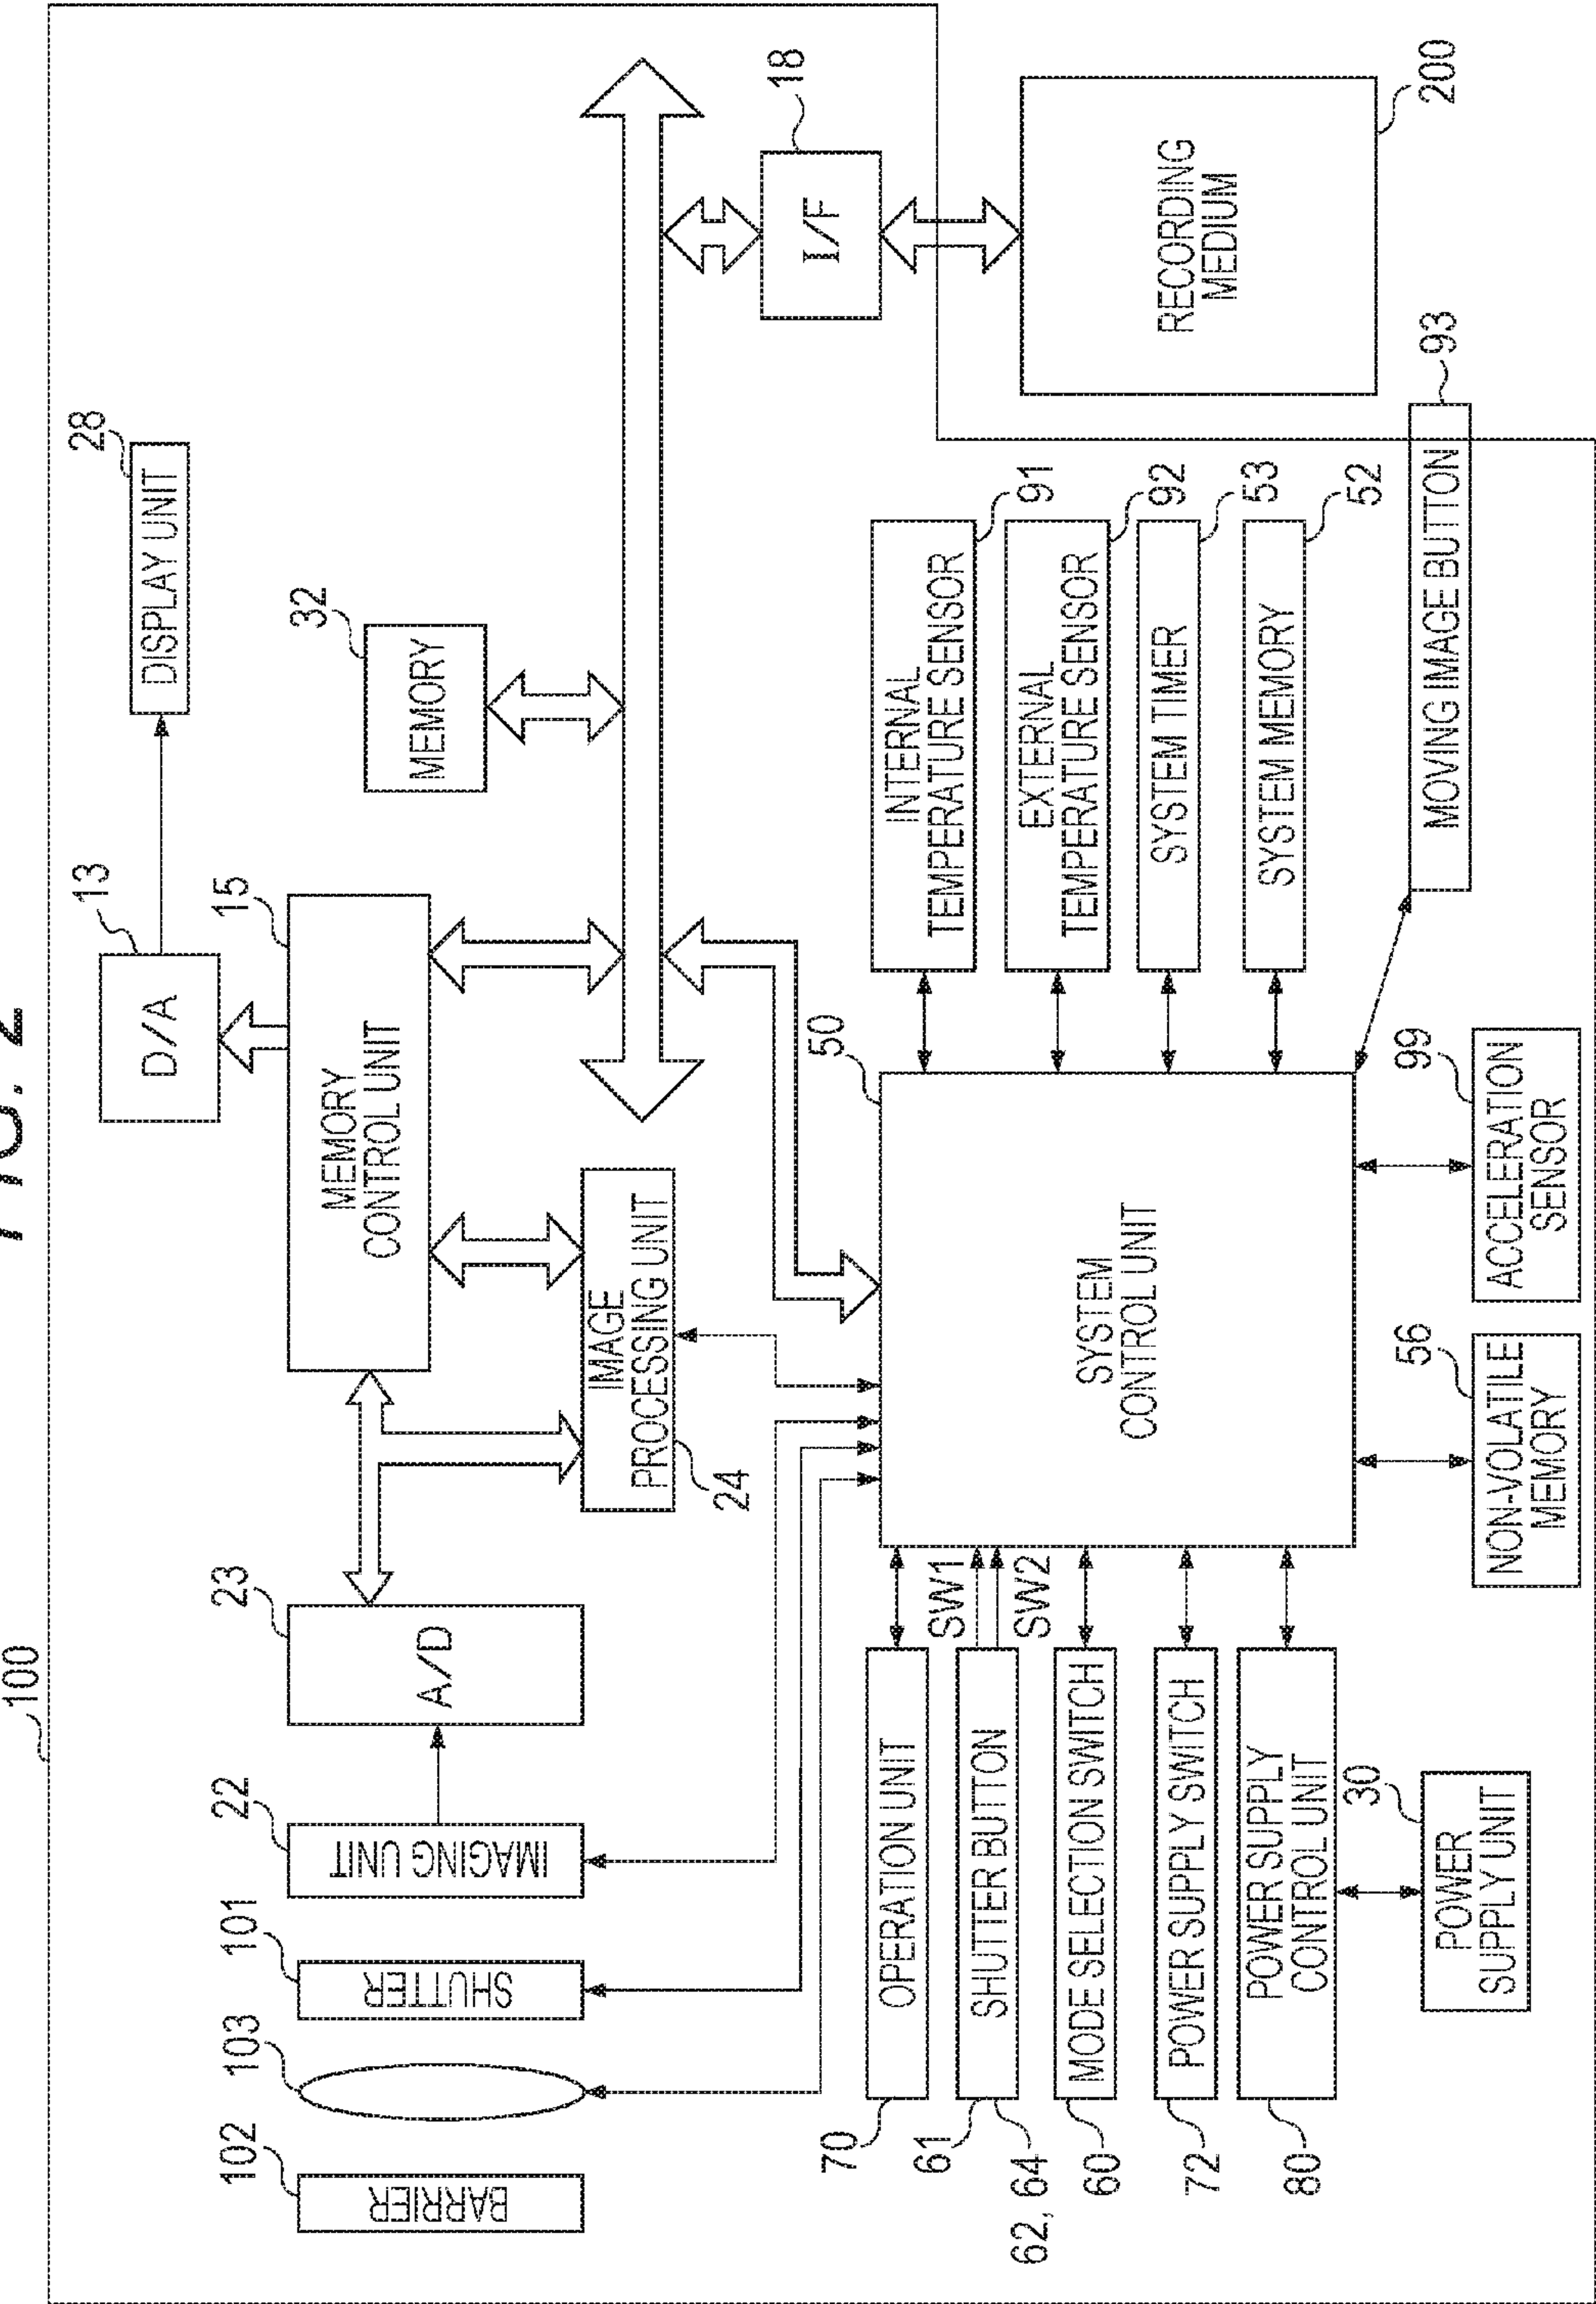 FIG. 2
100
102
BARRIER
103
101
SHUTTER
22
IMAGING UNIT
23
A/D
15
MEMORY
CONTROL UNIT
13
D/A
28
DISPLAY UNIT
IMAGE
PROCESSING UNIT
24
32
MEMORY
18
I/F
RECORDING
MEDIUM
200
70
OPERATION UNIT
61
62, 64
SHUTTER BUTTON
SW1
SW2
60
MODE SELECTION SWITCH
72
POWER SUPPLY SWITCH
80
POWER SUPPLY
CONTROL UNIT
30
POWER
SUPPLY UNIT
50
SYSTEM
CONTROL UNIT
INTERNAL
TEMPERATURE SENSOR
91
EXTERNAL
TEMPERATURE SENSOR
92
SYSTEM TIMER
53
SYSTEM MEMORY
52
MOVING IMAGE BUTTON
93
56
NON-VOLATILE
MEMORY
99
ACCELERATION
SENSOR